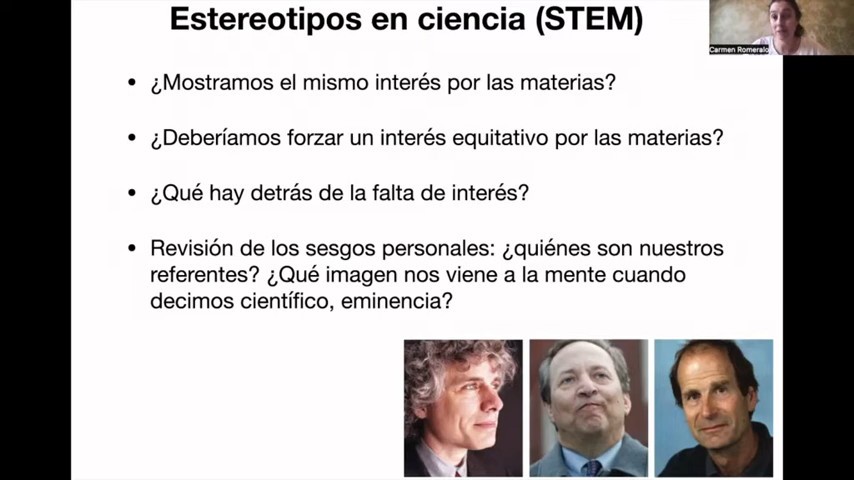 Estereotipos en ciencia (STEM)
Carmen Romeralo
• ¿Mostramos el mismo interés por las materias?
• ¿Deberíamos forzar un interés equitativo por las materias?
• ¿Qué hay detrás de la falta de interés?
• Revisión de los sesgos personales: ¿quiénes son nuestros
referentes? ¿Qué imagen nos viene a la mente cuando
decimos científico, eminencia?